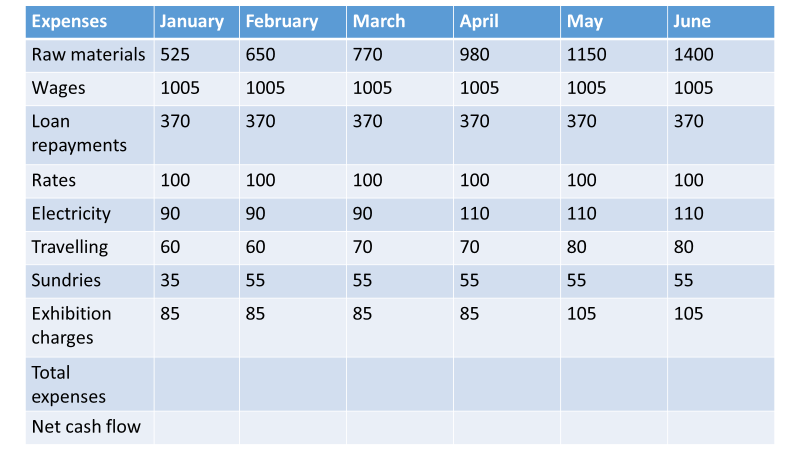 Expenses January February March April May June
Raw materials 525 650 770 980 1150 1400
Wages 1005 1005 1005 1005 1005 1005
Loan 370 370 370 370 370 370
repayments
Rates 100 100 100 100 100 100
Electricity 90 90 90 110 110 110
Travelling 60 60 70 70 80 80
Sundries 35 55 55 55 55 55
Exhibition 85 85 85 85 105 105
charges
Total
expenses
Net cash flow